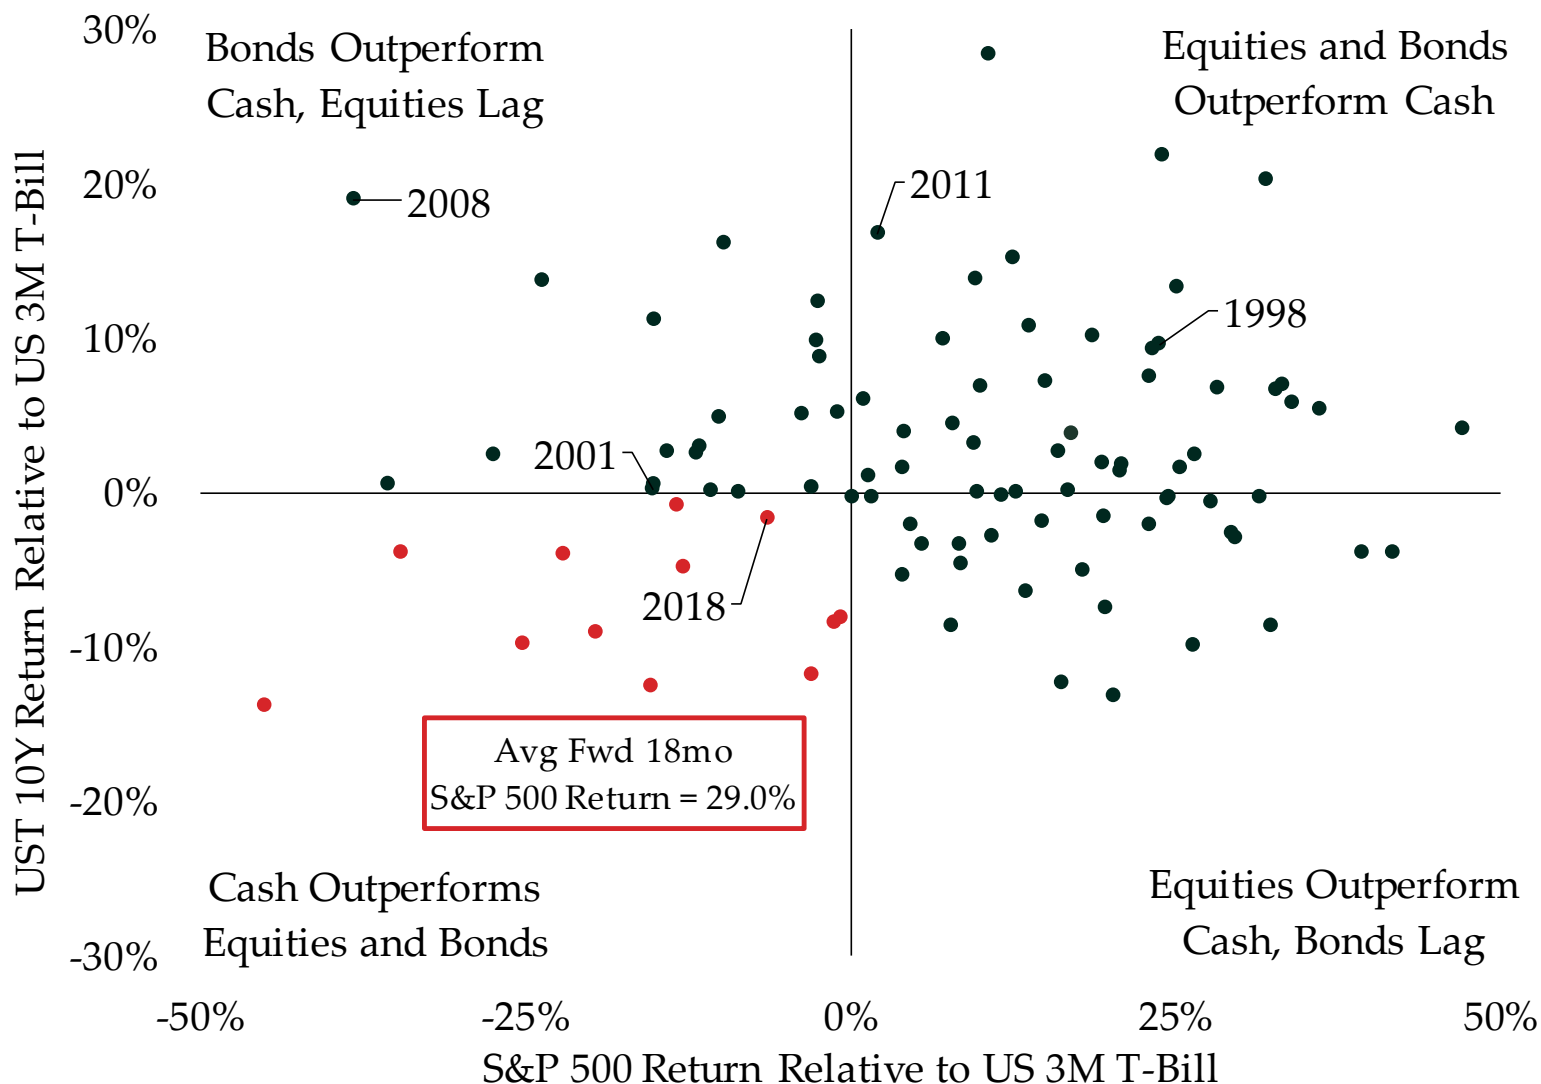 30%
Bonds Outperform
Cash, Equities Lag
Equities and Bonds
Outperform Cash
20%
2008
2011
10%
1998
2001
0%
2018
-10%
Avg Fwd 18mo
S&P 500 Return = 29.0%
-20%
Cash Outperforms
Equities and Bonds
Equities Outperform
Cash, Bonds Lag
-30%
-50%
-25%
0%
25%
50%
UST 10Y Return Relative to US 3M T-Bill
S&P 500 Return Relative to US 3M T-Bill